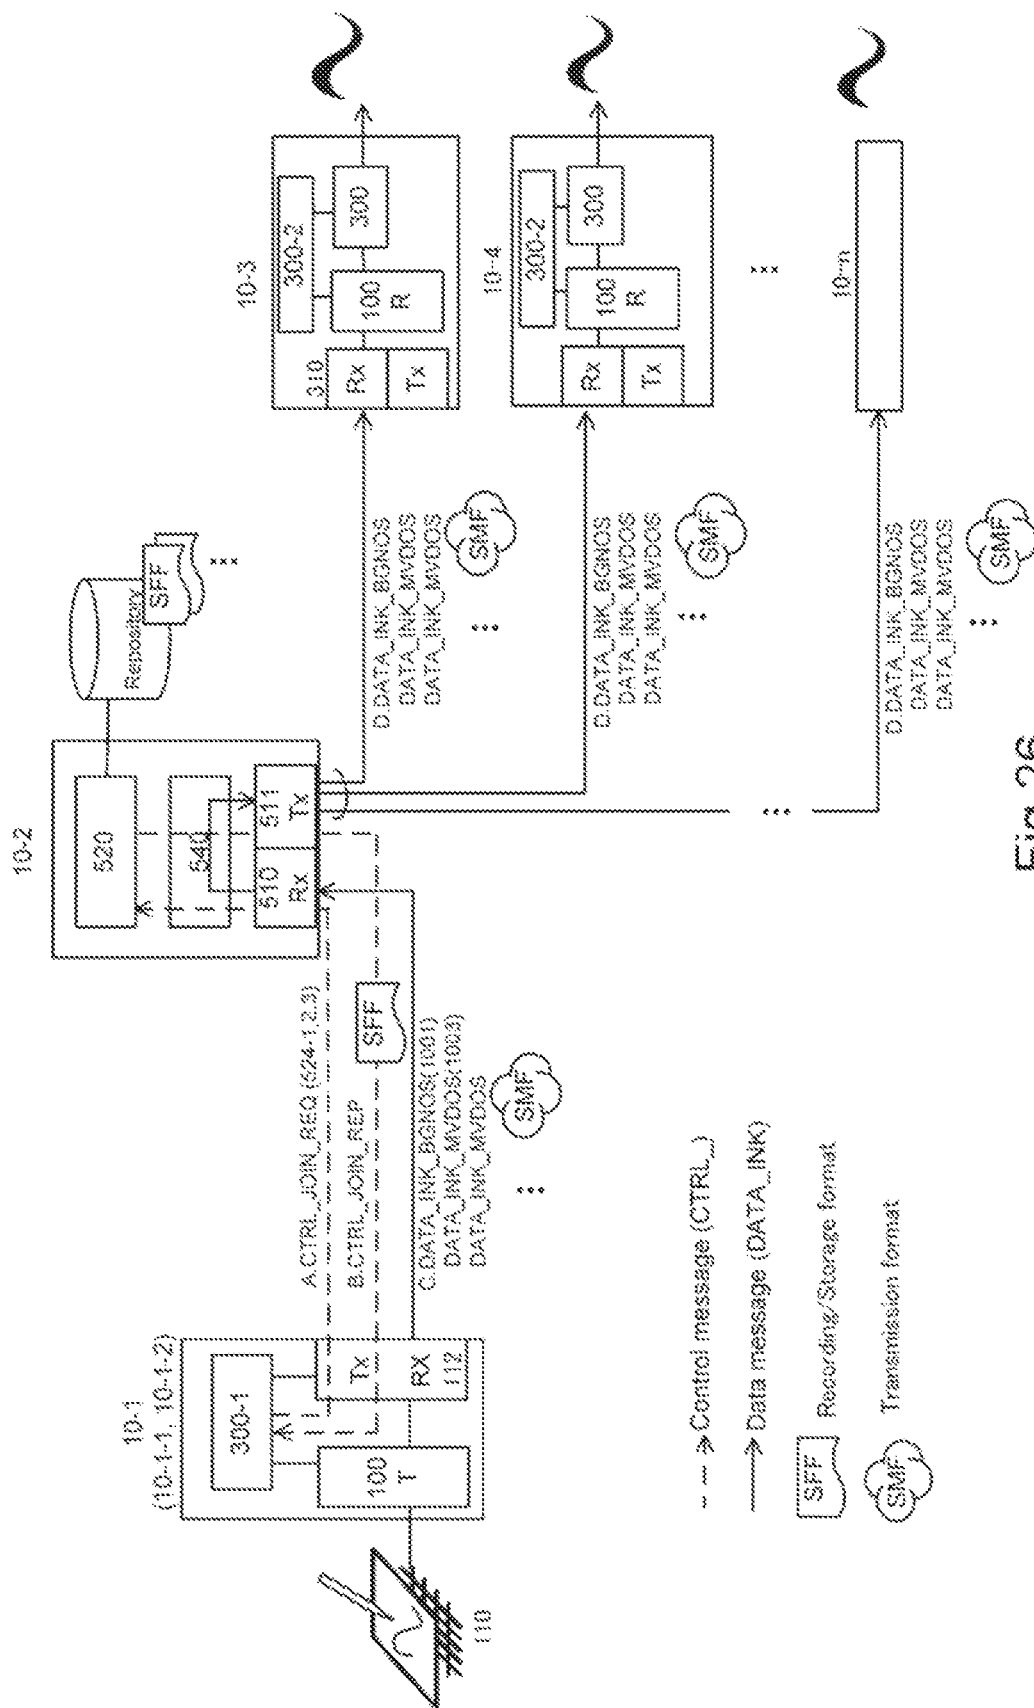 10-1
(10-1-1, 10-1-2)
300-1
100
T
Tx
RX
112
110
A.CTRL_JOIN_REQ (624-1,2,3)
B.CTRL_JOIN_REP
SFF
C.DATA_INK_BGNOS(1001)
DATA_INK_MVDOS(1003)
DATA_INK_MVDOS
...
SMF
10-2
520
540
510
Rx
511
Tx
Repository
SFF
...
D.DATA_INK_BGNOS
DATA_INK_MVDOS
DATA_INK_MVDOS
...
SMF
10-3
310
Rx
Tx
100
R
300-2
300
D.DATA_INK_BGNOS
DATA_INK_MVDOS
DATA_INK_MVDOS
...
SMF
10-4
Rx
Tx
100
R
300-2
300
...
...
D.DATA_INK_BGNOS
DATA_INK_MVDOS
DATA_INK_MVDOS
...
SMF
10-n
Control message (CTRL_)
Data message (DATA_INK)
SFF
Recording/Storage format
SMF
Transmission format
Fig.26